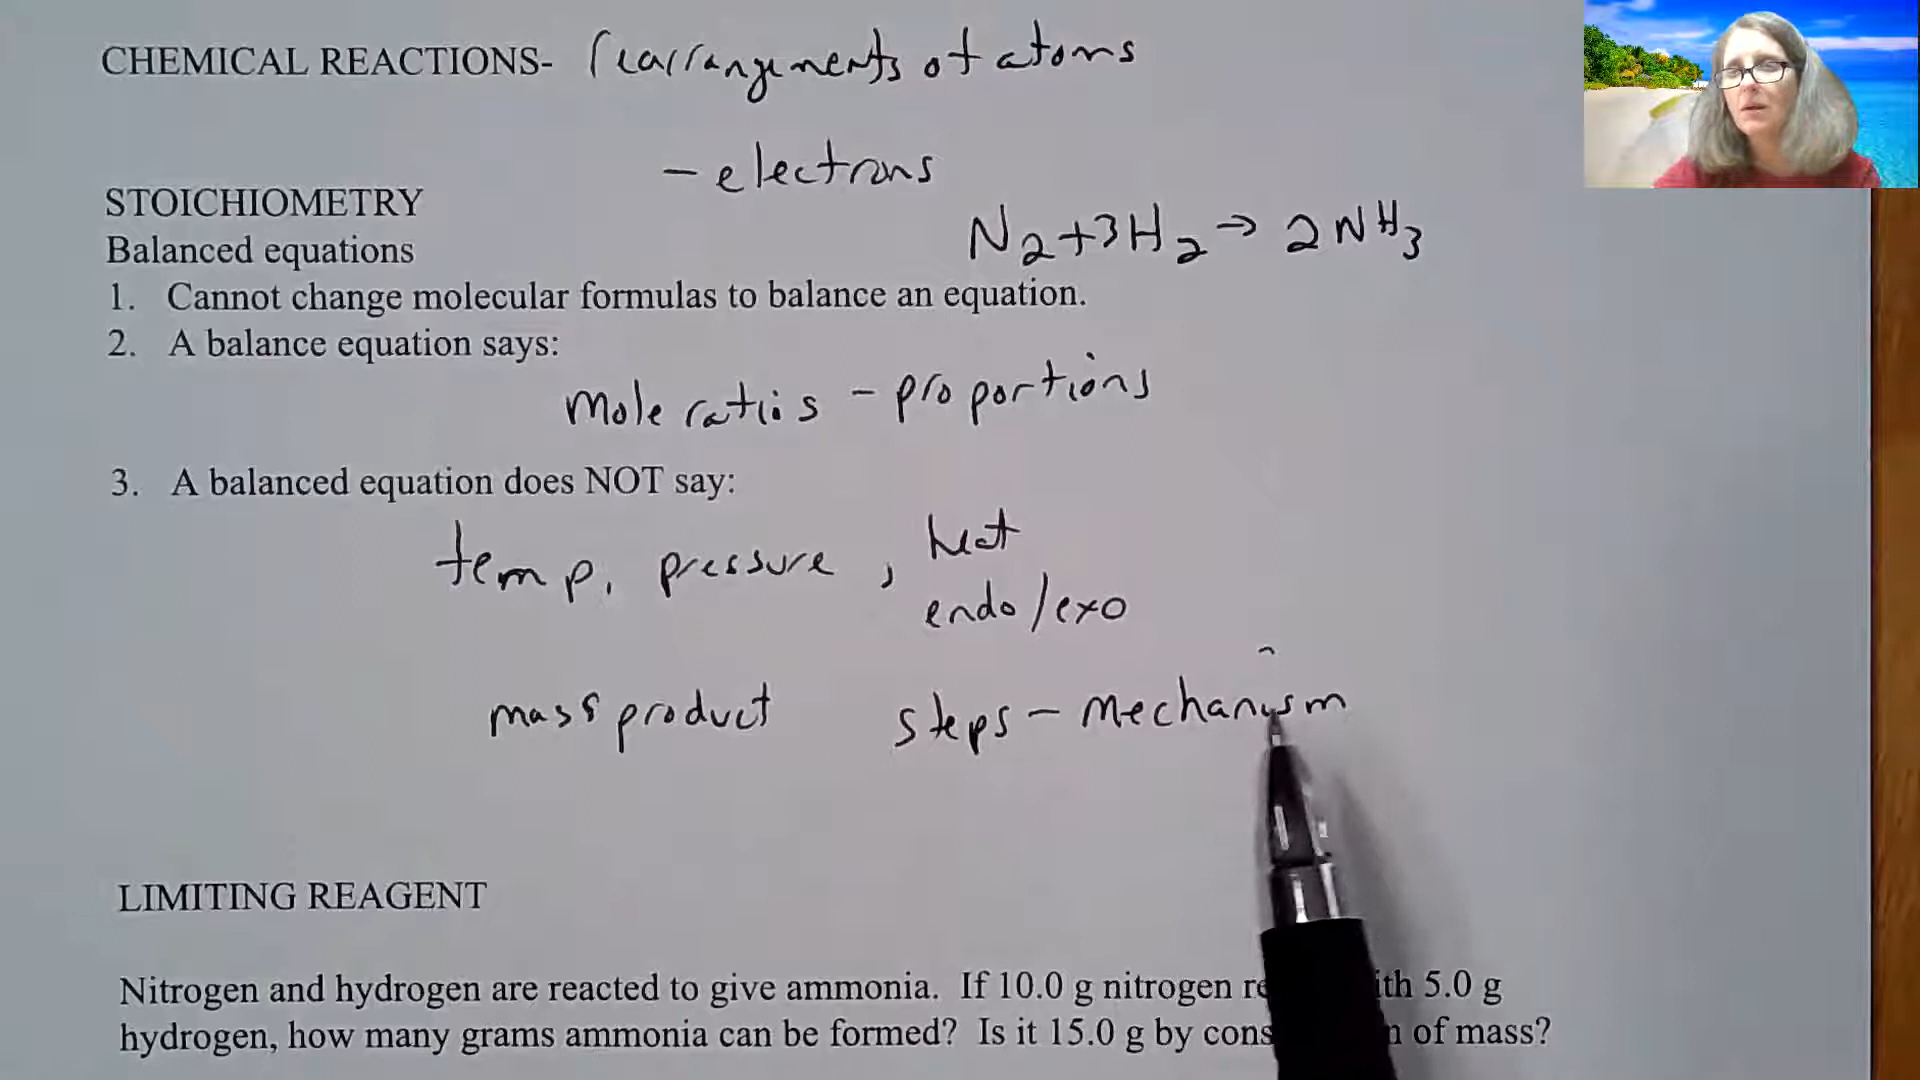 CHEMICAL REACTIONS- rearrangements of atoms
- electrons
STOICHIOMETRY
N2+3H2→ 2NH3
Balanced equations
1. Cannot change molecular formulas to balance an equation.
2. A balance equation says:
mole ratios - proportions
3. A balanced equation does NOT say:
temp, pressure, heat
endo/exo
mass product steps - mechanism
LIMITING REAGENT
Nitrogen and hydrogen are reacted to give ammonia. If 10.0 g nitrogen 5.0 g
hydrogen, how many grams ammonia can be formed? Is it 15.0 g by of mass?